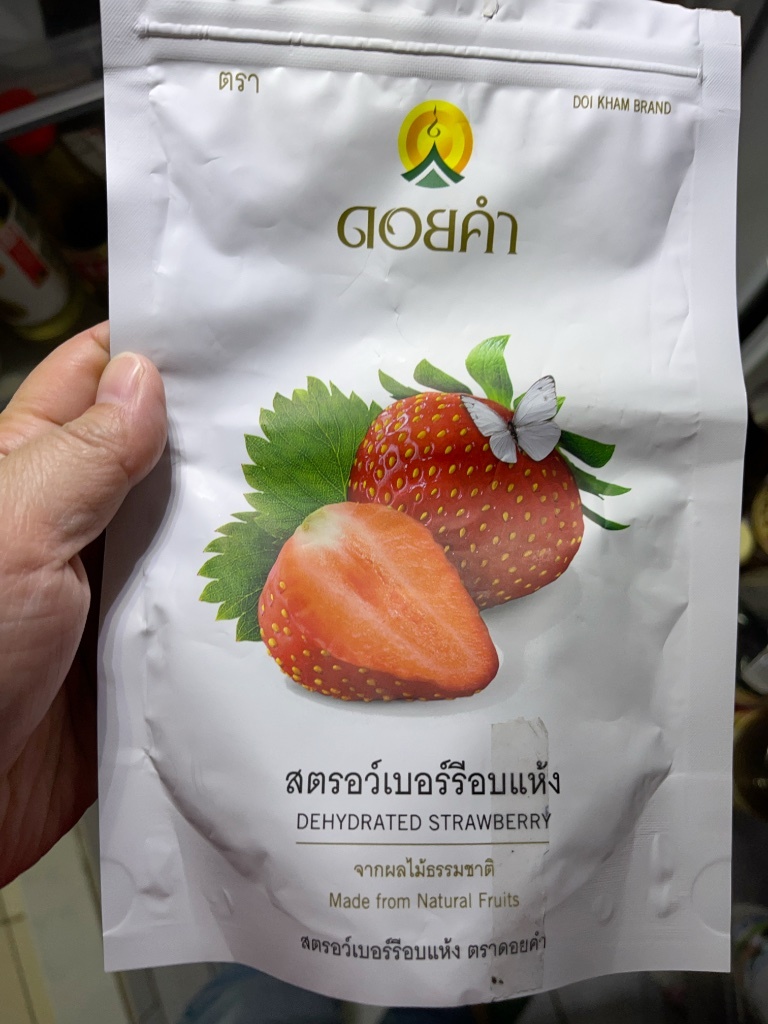 ตรา
DOI KHAM BRAND
ดอยคำ
สตรอว์เบอร์รีอบแห้ง
DEHYDRATED STRAWBERRY
จากผลไม้ธรรมชาติ
Made from Natural Fruits
สตรอว์เบอร์รีอบแห้ง ตราดอยคำ